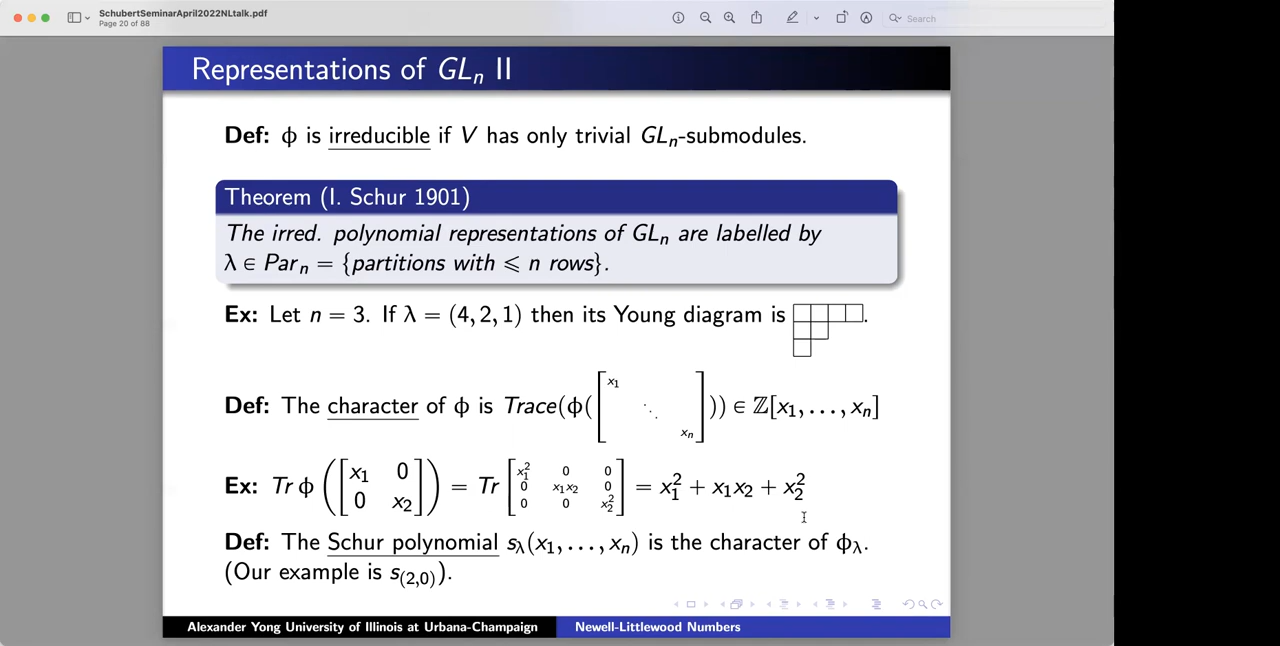 SchubertSeminarApril2022NLtalk.pdf
Page 20 of 88
Search
Representations of GLₙ II
Def: ϕ is irreducible if V has only trivial GLₙ-submodules.
Theorem (I. Schur 1901)
The irred. polynomial representations of GLₙ are labelled by
λ ∈ Parₙ = {partitions with ⩽ n rows}.
Ex: Let n = 3. If λ = (4, 2, 1) then its Young diagram is .
Def: The character of ϕ is Trace(ϕ([x₁ ⋱ xₙ])) ∈ ℤ[x₁, . . . , xₙ]
Ex: Tr ϕ ([x₁ 0; 0 x₂]) = Tr [x₁² 0 0; 0 x₁x₂ 0; 0 0 x₂²] = x₁² + x₁x₂ + x₂²
Def: The Schur polynomial s_λ(x₁, . . . , xₙ) is the character of ϕ_λ.
(Our example is s₍₂,₀₎).
Alexander Yong University of Illinois at Urbana-Champaign
Newell-Littlewood Numbers